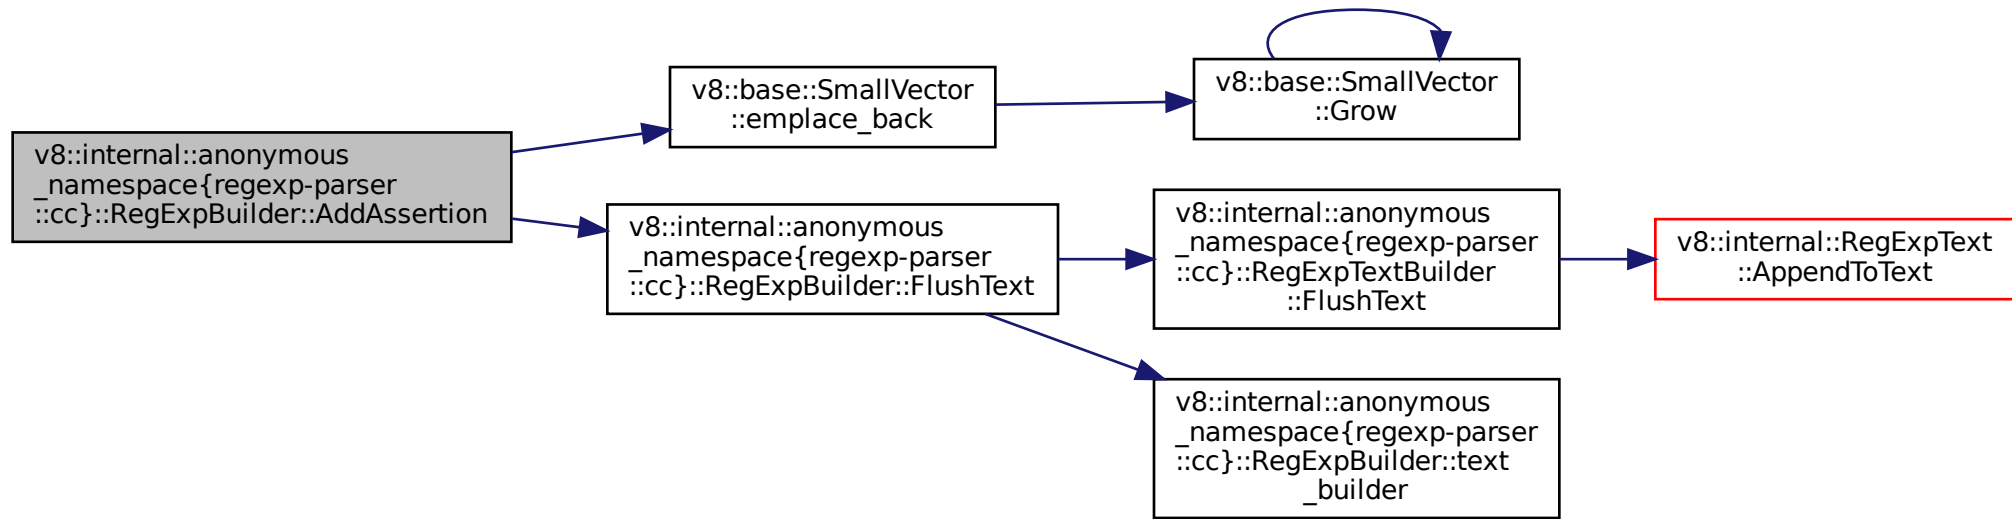 v8::internal::anonymous
_namespace{regexp-parser
::cc}::RegExpBuilder::AddAssertion
v8::base::SmallVector
::emplace_back
v8::base::SmallVector
::Grow
v8::internal::anonymous
_namespace{regexp-parser
::cc}::RegExpBuilder::FlushText
v8::internal::anonymous
_namespace{regexp-parser
::cc}::RegExpTextBuilder
::FlushText
v8::internal::RegExpText
::AppendToText
v8::internal::anonymous
_namespace{regexp-parser
::cc}::RegExpBuilder::text
_builder